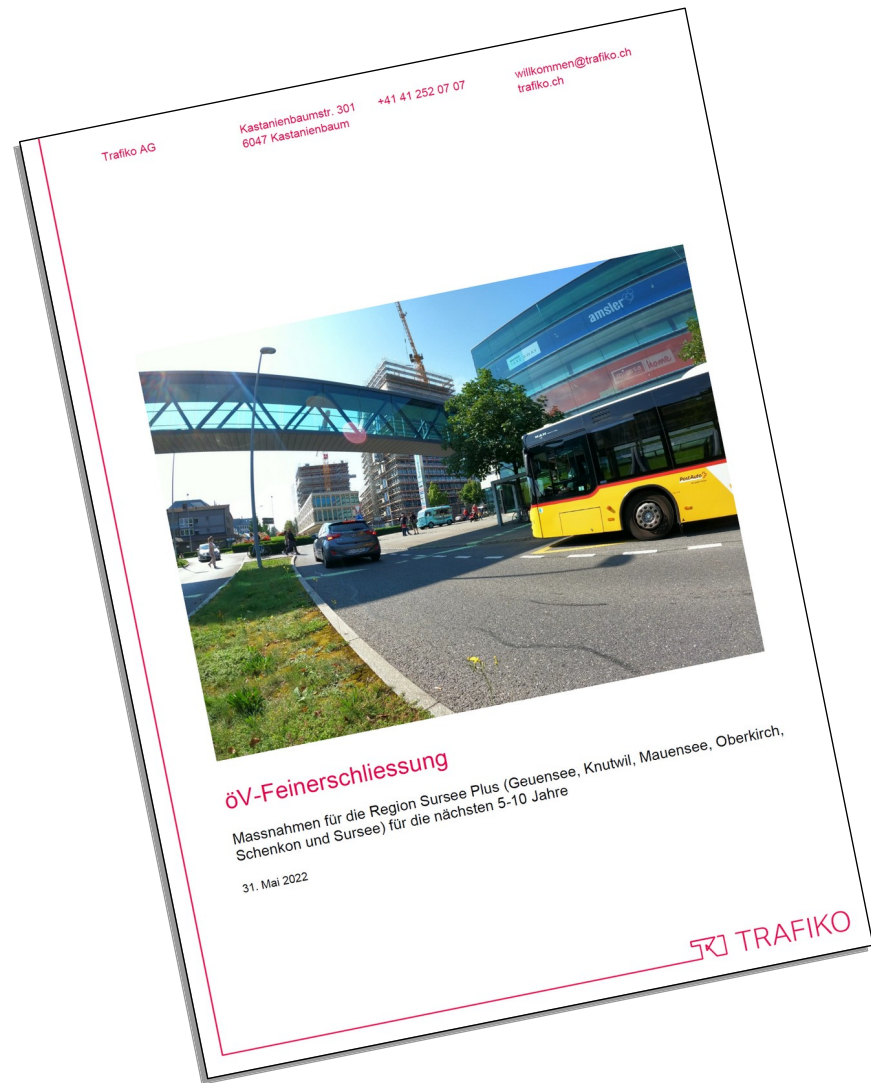 Trafiko AG
Kastanienbaumstr. 301
6047 Kastanienbaum
+41 41 252 07 07
willkommen@trafiko.ch
trafiko.ch
amsler
PostAuto
öV-Feinerschliessung
Massnahmen für die Region Sursee Plus (Geuensee, Knutwil, Mauensee, Oberkirch,
Schenkon und Sursee) für die nächsten 5-10 Jahre
31. Mai 2022
TRAFIKO